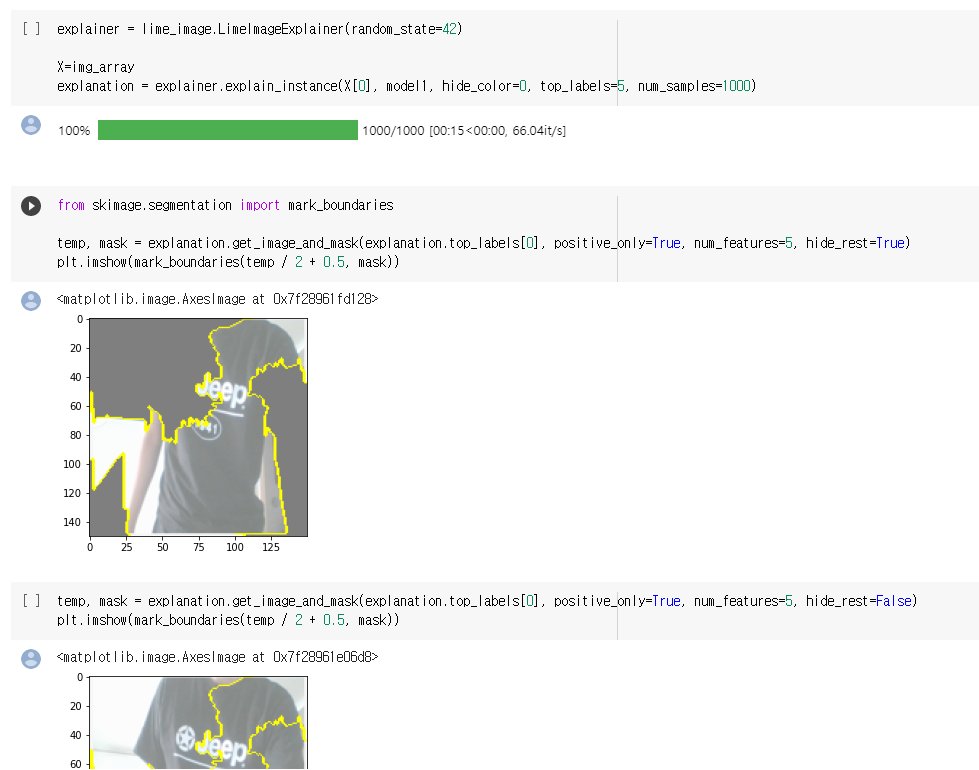 [ ] explainer = lime_image.LimeImageExplainer(random_state=42)
X=img_array
explanation = explainer.explain_instance(X[0], model1, hide_color=0, top_labels=5, num_samples=1000)
100% 1000/1000 [00:15<00:00, 66.04it/s]
from skimage.segmentation import mark_boundaries
temp, mask = explanation.get_image_and_mask(explanation.top_labels[0], positive_only=True, num_features=5, hide_rest=True)
plt.imshow(mark_boundaries(temp / 2 + 0.5, mask))
<matplotlib.image.AxesImage at 0x7f28961fd128>
0
20
40
Jeep
60
80
100
120
140
0 25 50 75 100 125
[ ] temp, mask = explanation.get_image_and_mask(explanation.top_labels[0], positive_only=True, num_features=5, hide_rest=False)
plt.imshow(mark_boundaries(temp / 2 + 0.5, mask))
<matplotlib.image.AxesImage at 0x7f28961e06d8>
0
20
40
Jeep
60